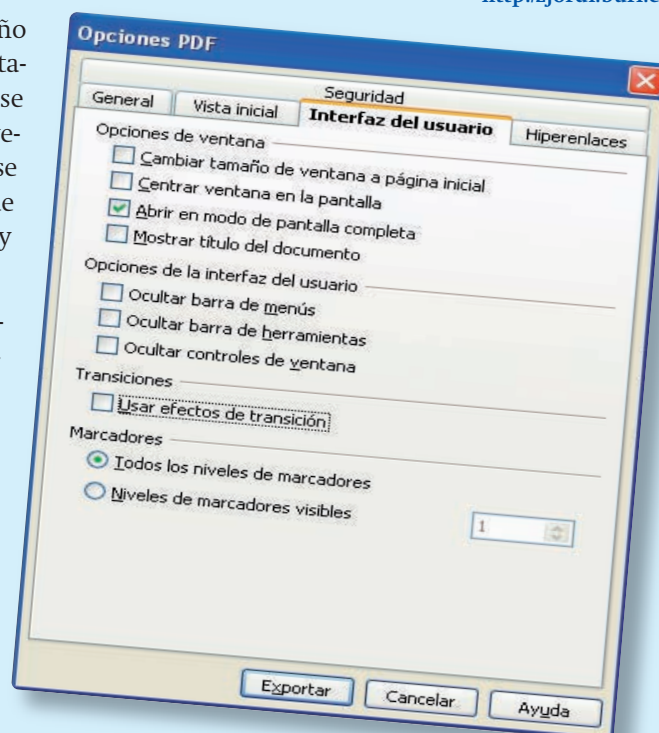 Opciones PDF
Seguridad
General
Vista inicial
Interfaz del usuario
Hiperenlaces
Opciones de ventana
Cambiar tamaño de ventana a página inicial
Centrar ventana en la pantalla
Abrir en modo de pantalla completa
Mostrar título del documento
Opciones de la interfaz del usuario
Ocultar barra de menús
Ocultar barra de herramientas
Ocultar controles de ventana
Transiciones
Usar efectos de transición
Marcadores
Todos los niveles de marcadores
Niveles de marcadores visibles
1
Exportar
Cancelar
Ayuda